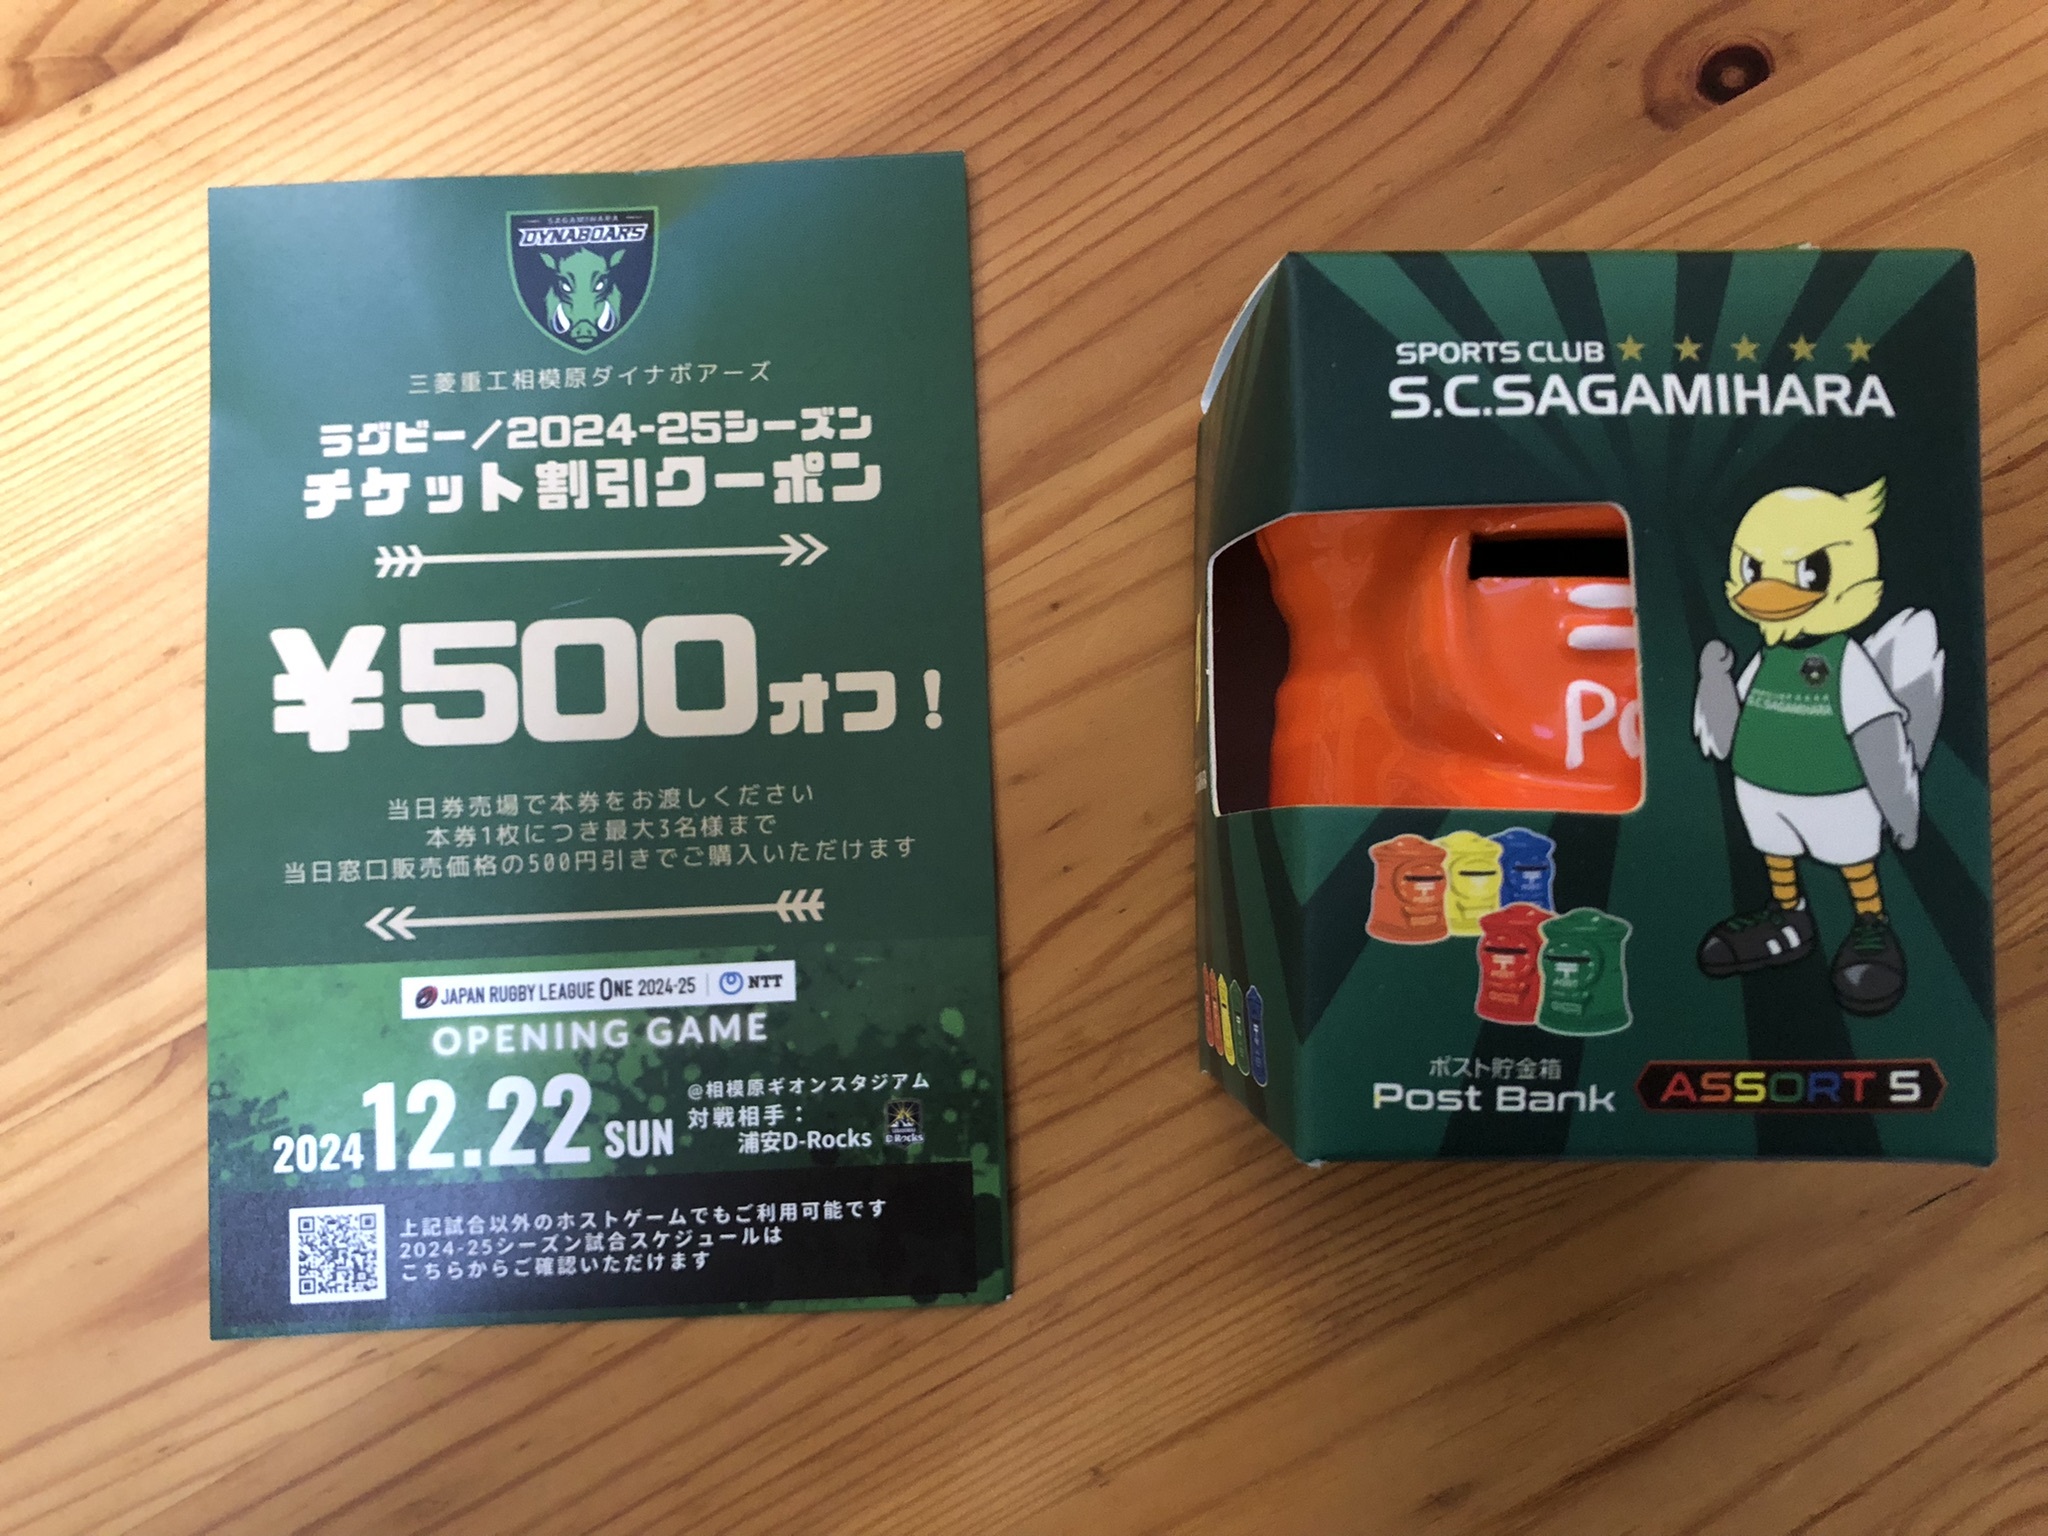 SAGAMIHARA
DYNABOARS
三菱重工相模原ダイナボアーズ
ラグビー/2024-25シーズン
チケット割引クーポン
¥500オフ!
当日券売場で本券をお渡しください
本券1枚につき最大3名様まで
当日窓口販売価格の500円引きでご購入いただけます
JAPAN RUGBY LEAGUE ONE 2024-25 NTT
OPENING GAME
2024 12.22 SUN
@相模原ギオンスタジアム
対戦相手:
浦安D-Rocks
D-Rocks
上記試合以外のホストゲームでもご利用可能です
2024-25シーズン試合スケジュールは
こちらからご確認いただけます
SPORTS CLUB ★★★★★
S.C.SAGAMIHARA
PO
S.C.SAGAMIHARA
POST
POST
POST
ポスト貯金箱
Post Bank
ASSORT 5